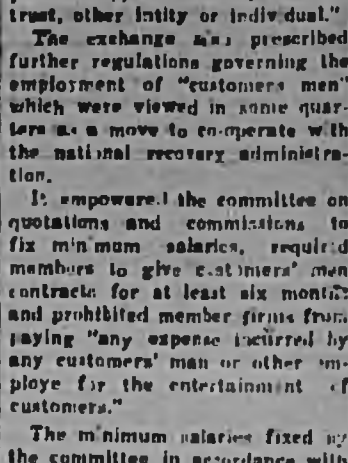 trust, other intity or individual."
The exchange also prescribed
further regulations governing the
employment of "customers men"
which were viewed in some quar-
ters as a move to co-operate with
the national recovery administra-
tion.
It empowered the committee on
quotations and commissions to
fix minimum salaries, required
members to give customers' men
contracts for at least six months
and prohibited member firms from
paying "any expense incurred by
any customers' man or other em-
ploye for the entertainment of
customers."
The minimum salaries fixed by
the committee in accordance with